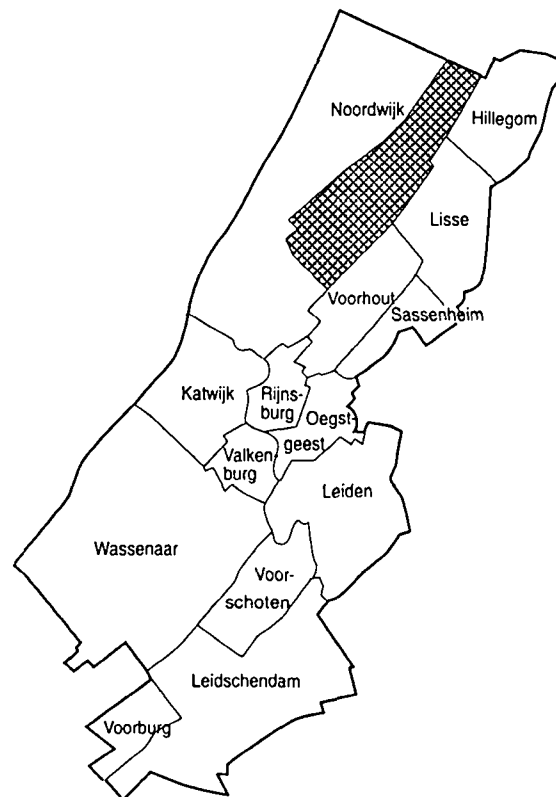 Noordwijk
Hillegom
Lisse
Voorhout
Sassenheim
Katwijk
Rijns-
burg
Oegst-
geest
Valken-
burg
Leiden
Wassenaar
Voor-
schoten
Leidschendam
Voorburg